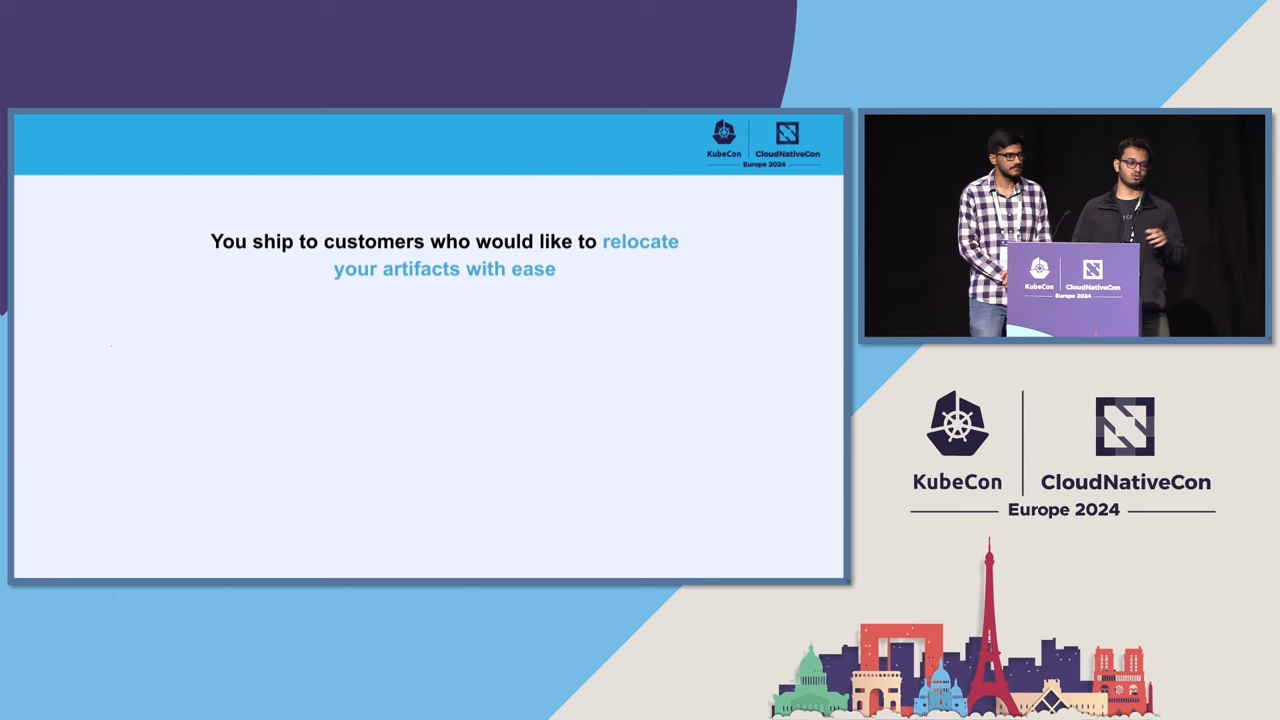 KubeCon
CloudNativeCon
Europe 2024
You ship to customers who would like to relocate
your artifacts with ease
KubeCon
CloudNativeCon
Europe 2024
KubeCon
CloudNativeCon
Europe 2024